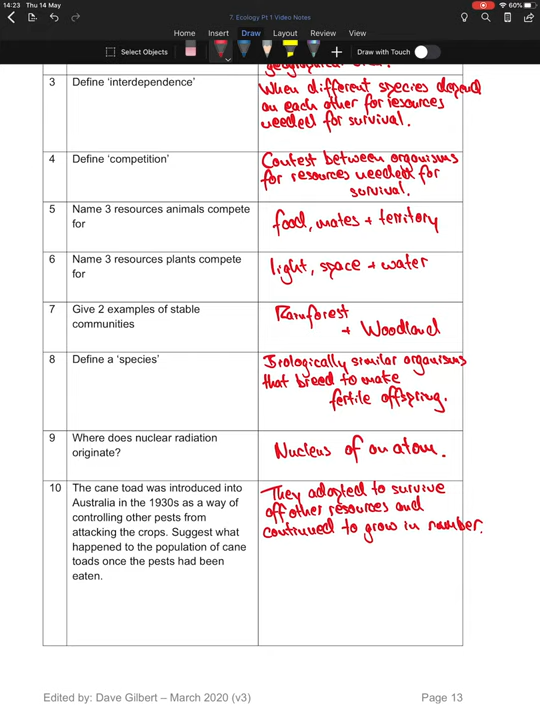 14:23 Thu 14 May
60%
7. Ecology Pt 1 Video Notes
Home Insert Draw Layout Review View
Select Objects
Draw with Touch
geographical
3 Define 'interdependence' When different species depend
on each other for resources
needed for survival.
4 Define 'competition' Contest between organisms
for resources needed for
survival.
5 Name 3 resources animals compete
for
food, mates + territory
6 Name 3 resources plants compete
for
light, space + water
7 Give 2 examples of stable
communities
Rainforest
+ Woodland
8 Define a 'species' Biologically similar organisms
that breed to make
fertile offspring.
9 Where does nuclear radiation
originate?
Nucleus of an atom.
10 The cane toad was introduced into
Australia in the 1930s as a way of
controlling other pests from
attacking the crops. Suggest what
happened to the population of cane
toads once the pests had been
eaten.
They adapted to survive
off other resources and
continued to grow in number.
Edited by: Dave Gilbert – March 2020 (v3) Page 13